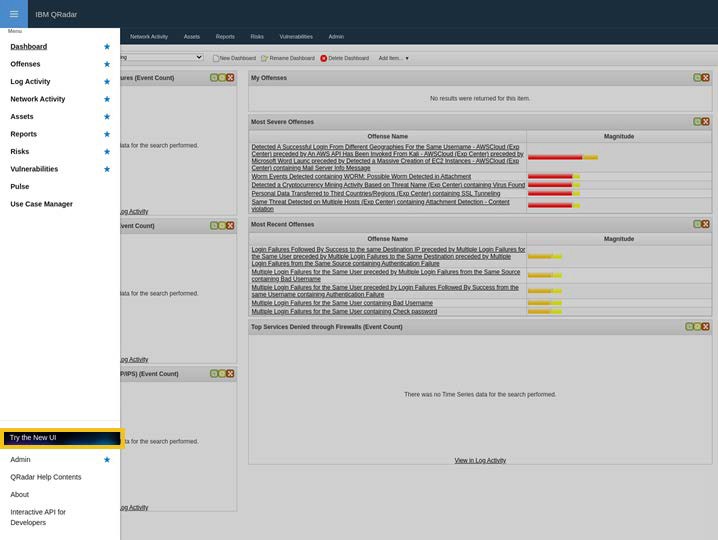 IBM QRadar
Menu
Network Activity Assets Reports Risks Vulnerabilities Admin
Dashboard
Offenses
Log Activity
Network Activity
Assets
Reports
Risks
Vulnerabilities
Pulse
Use Case Manager
Try the New UI
Admin
QRadar Help Contents
About
Interactive API for
Developers
New Dashboard Rename Dashboard Delete Dashboard Add Item... ▼
ures (Event Count)
data for the search performed.
Log Activity
Event Count)
data for the search performed.
Log Activity
P/IPS) (Event Count)
data for the search performed.
Log Activity
My Offenses
No results were returned for this item.
Most Severe Offenses
Offense Name Magnitude
Detected A Successful Login From Different Geographies For the Same Username - AWSCloud (Exp
Center) preceded by An AWS API Has Been Invoked From Kali - AWSCloud (Exp Center) preceded by
Microsoft Word Launc preceded by Detected a Massive Creation of EC2 Instances - AWSCloud (Exp
Center) containing Mail Server Info Message
Worm Events Detected containing WORM: Possible Worm Detected in Attachment
Detected a Cryptocurrency Mining Activity Based on Threat Name (Exp Center) containing Virus Found
Personal Data Transferred to Third Countries/Regions (Exp Center) containing SSL Tunneling
Same Threat Detected on Multiple Hosts (Exp Center) containing Attachment Detection - Content
violation
Most Recent Offenses
Offense Name Magnitude
Login Failures Followed By Success to the same Destination IP preceded by Multiple Login Failures for
the Same User preceded by Multiple Login Failures to the Same Destination preceded by Multiple
Login Failures from the Same Source containing Authentication Failure
Multiple Login Failures for the Same User preceded by Multiple Login Failures from the Same Source
containing Bad Username
Multiple Login Failures for the Same User preceded by Login Failures Followed By Success from the
same Username containing Authentication Failure
Multiple Login Failures for the Same User containing Bad Username
Multiple Login Failures for the Same User containing Check password
Top Services Denied through Firewalls (Event Count)
There was no Time Series data for the search performed.
View in Log Activity